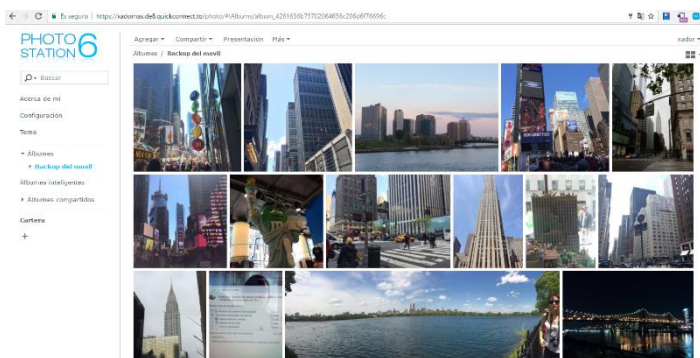 Es seguro | https://xadornas.de8.quickconnect.to/photo/#!Albums/album_4261636b75702064656c206d6f76696c
PHOTO
STATION 6
Agregar Compartir Presentación Más
xador
Álbumes / Backup del movil
Buscar
Acerca de mí
Configuración
Tema
Álbumes
Backup del movil
Álbumes inteligentes
Álbumes compartidos
Cartera
+